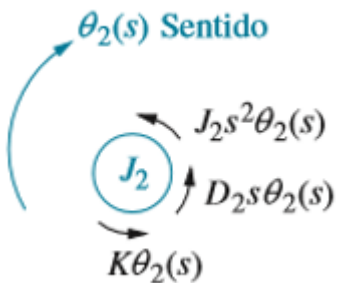 θ₂(s) Sentido
J₂s²θ₂(s)
J₂
D₂sθ₂(s)
Kθ₂(s)